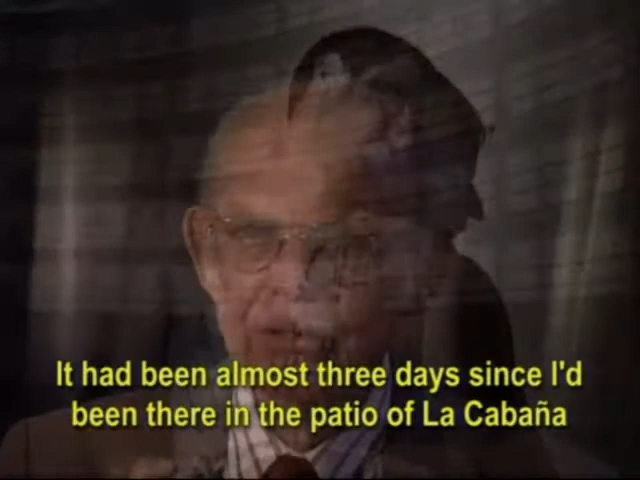 It had been almost three days since I'd
been there in the patio of La Cabaña